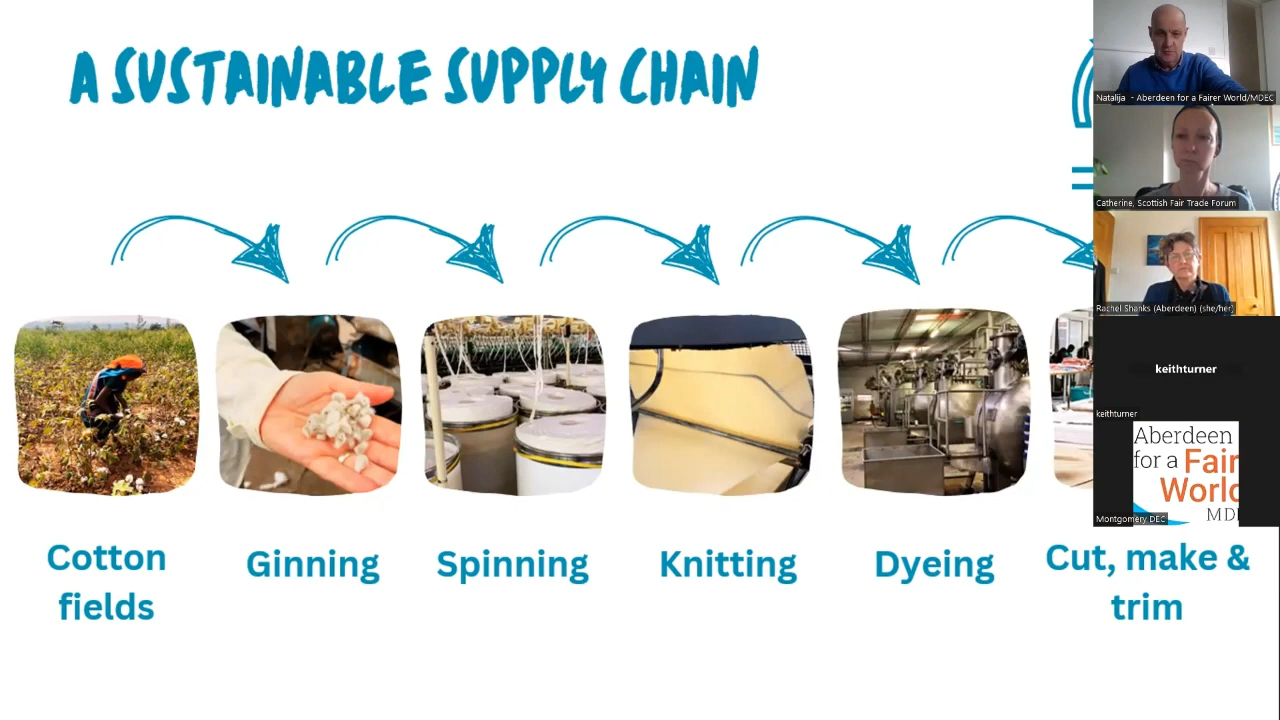 A SUSTAINABLE SUPPLY CHAIN
Cotton
fields
Ginning
Spinning
Knitting
Dyeing
Cut, make &
trim
Natalija - Aberdeen for a Fairer World/MDEC
Catherine, Scottish Fair Trade Forum
Rachel Shanks (Aberdeen) (she/her)
keithturner
keithturner
Aberdeen
for a Fair
World
MD
Montgomery DEC